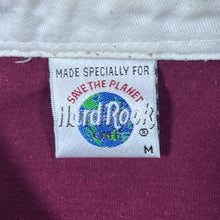 MADE SPECIALLY FOR
SAVE THE PLANET
Hard Rock
CAFE
®
M